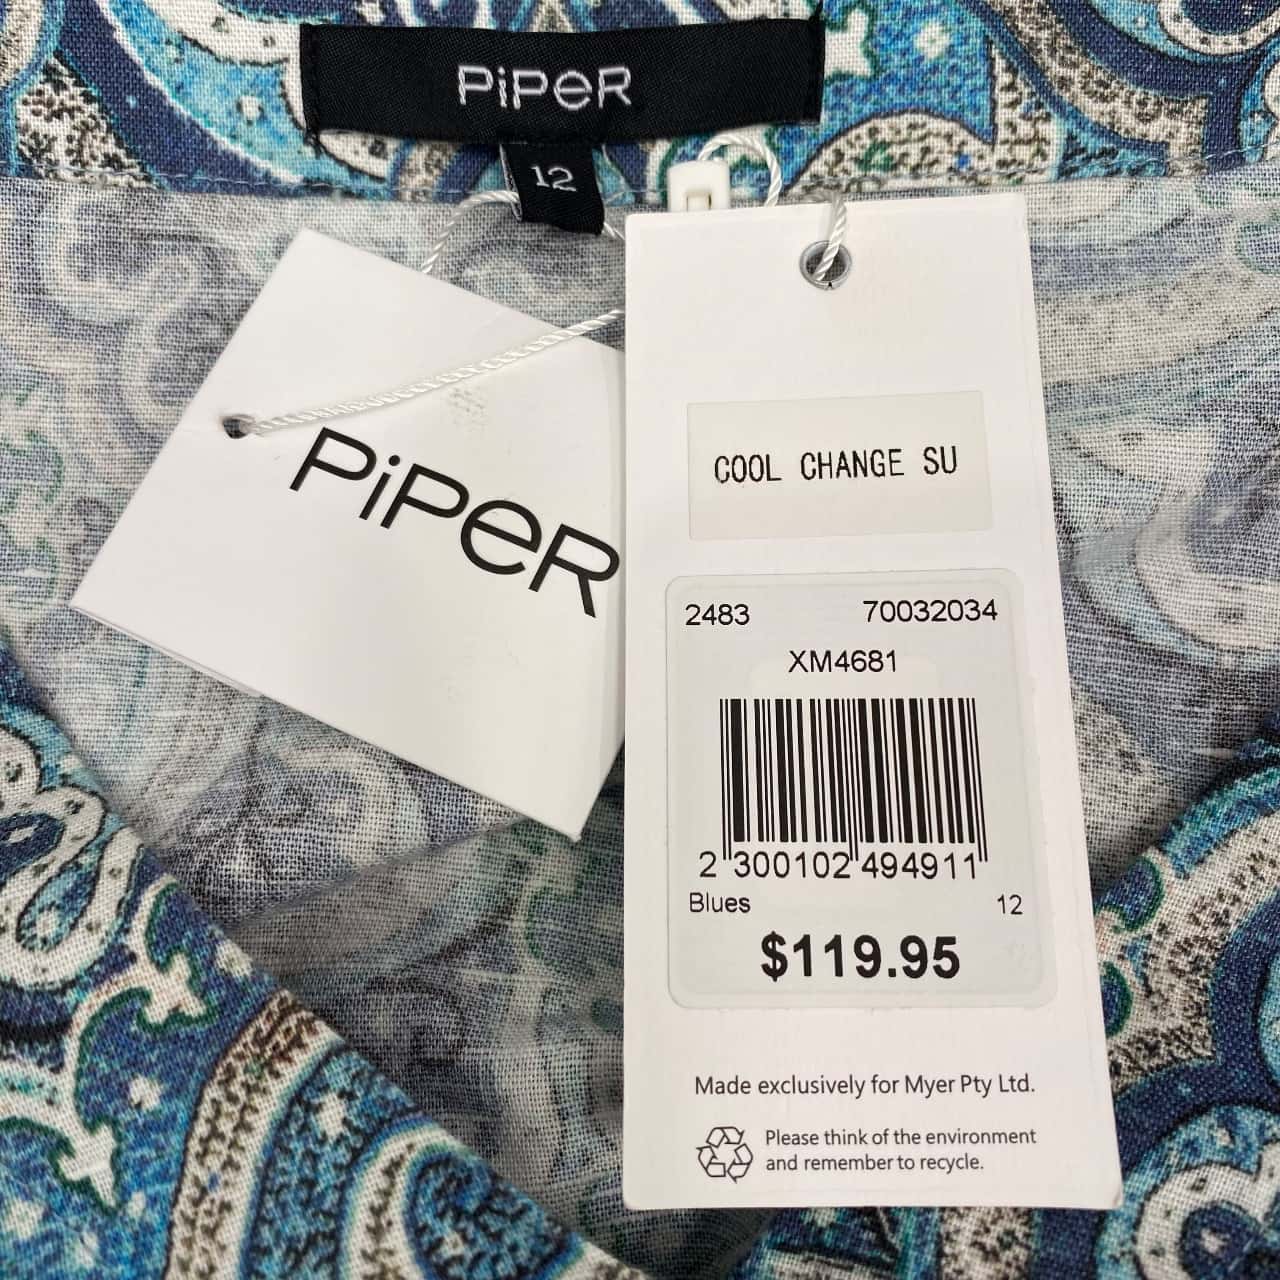 PiPeR
12
PiPeR
COOL CHANGE SU
2483 70032034
XM4681
2 300102 494911
Blues 12
$119.95
Made exclusively for Myer Pty Ltd.
Please think of the environment
and remember to recycle.